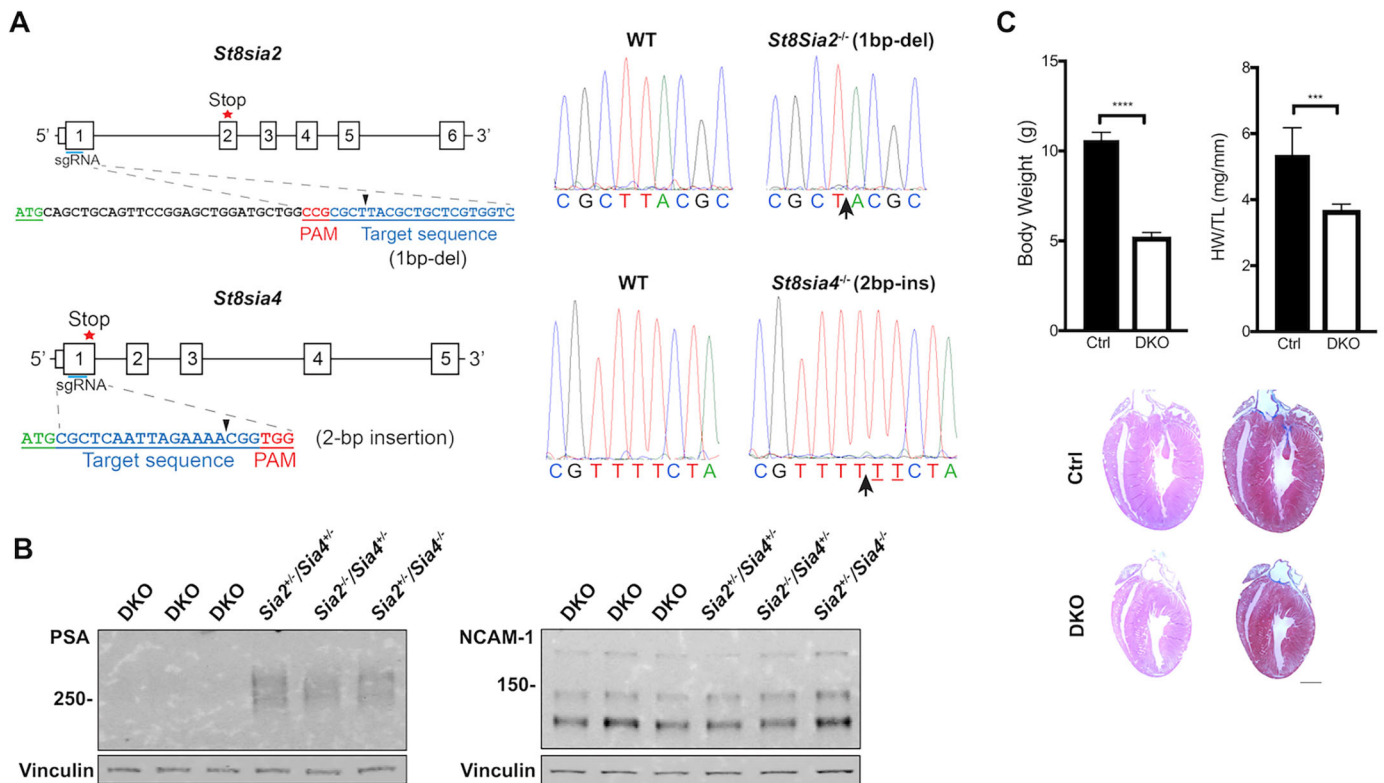 A
St8sia2
Stop
5’ 1 2 3 4 5 6 3’
sgRNA
ATGCAGCTGCAGTTCCGGAGCTGGATGCTGGCCGCGCTTACGCTGCTCGTGGTC
PAM Target sequence
(1bp-del)
WT
CGCTTACGC
St8Sia2-/- (1bp-del)
CGCTACGC
St8sia4
Stop
5’ 1 2 3 4 5 3’
sgRNA
ATGCGCTCAATTAGAAAACGGTGG (2-bp insertion)
Target sequence PAM
WT
CGTTTTCTA
St8sia4-/- (2bp-ins)
CGTTTTTTCTA
B
DKO DKO DKO Sia2+/-/Sia4+/- Sia2-/-/Sia4+/- Sia2+/-/Sia4-/-
PSA
250-
Vinculin
DKO DKO DKO Sia2+/-/Sia4+/- Sia2-/-/Sia4+/- Sia2+/-/Sia4-/-
NCAM-1
150-
Vinculin
C
Body Weight (g)
15
10
5
0
****
Ctrl DKO
HW/TL (mg/mm)
8
6
4
2
0
***
Ctrl DKO
Ctrl
DKO